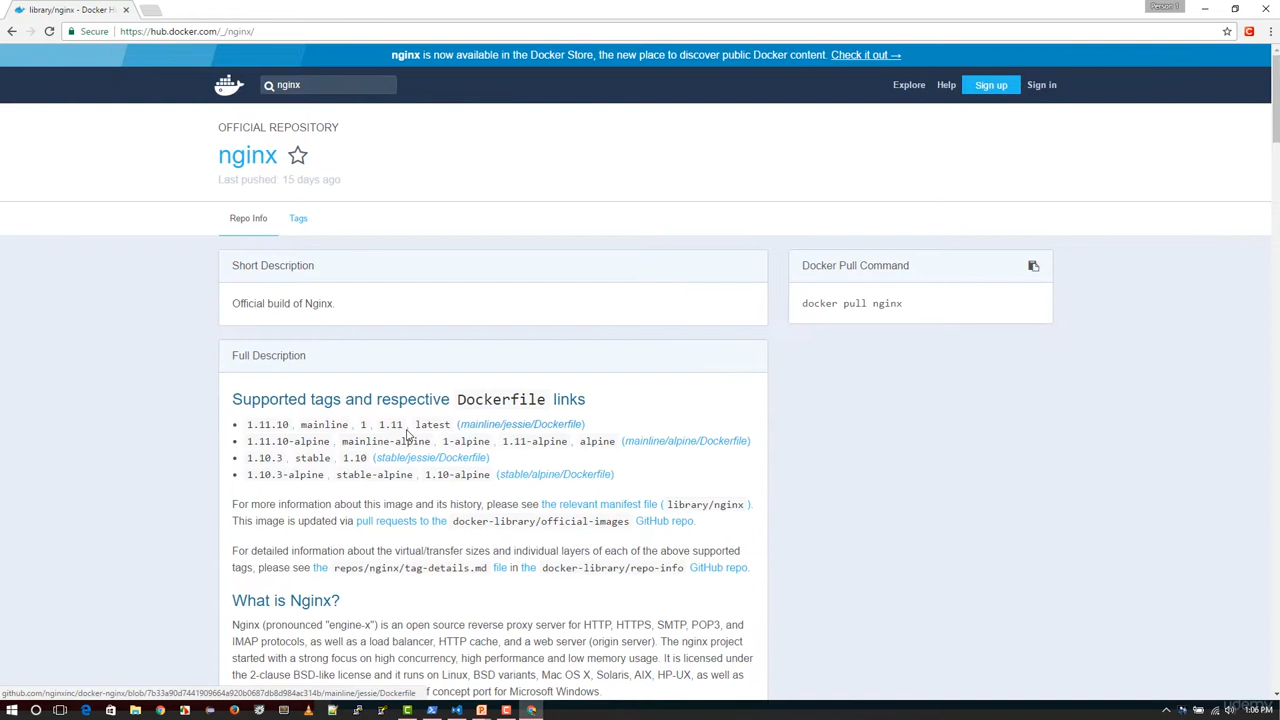 library/nginx - Docker H
Person 1
Secure
https://hub.docker.com/_/nginx/
nginx is now available in the Docker Store, the new place to discover public Docker content. Check it out →
nginx
Explore
Help
Sign up
Sign in
OFFICIAL REPOSITORY
nginx
Last pushed: 15 days ago
Repo Info
Tags
Short Description
Official build of Nginx.
Docker Pull Command
docker pull nginx
Full Description
Supported tags and respective Dockerfile links
1.11.10, mainline, 1, 1.11, latest (mainline/jessie/Dockerfile)
1.11.10-alpine, mainline-alpine, 1-alpine, 1.11-alpine, alpine (mainline/alpine/Dockerfile)
1.10.3, stable, 1.10 (stable/jessie/Dockerfile)
1.10.3-alpine, stable-alpine, 1.10-alpine (stable/alpine/Dockerfile)
For more information about this image and its history, please see the relevant manifest file ( library/nginx ).
This image is updated via pull requests to the docker-library/official-images GitHub repo.
For detailed information about the virtual/transfer sizes and individual layers of each of the above supported
tags, please see the repos/nginx/tag-details.md file in the docker-library/repo-info GitHub repo.
What is Nginx?
Nginx (pronounced "engine-x") is an open source reverse proxy server for HTTP, HTTPS, SMTP, POP3, and
IMAP protocols, as well as a load balancer, HTTP cache, and a web server (origin server). The nginx project
started with a strong focus on high concurrency, high performance and low memory usage. It is licensed under
the 2-clause BSD-like license and it runs on Linux, BSD variants, Mac OS X, Solaris, AIX, HP-UX, as well as
f concept port for Microsoft Windows.
github.com/nginxinc/docker-nginx/blob/7b33a90d7441909664a920b0687db8d984ac314b/mainline/jessie/Dockerfile
udemy
1:06 PM